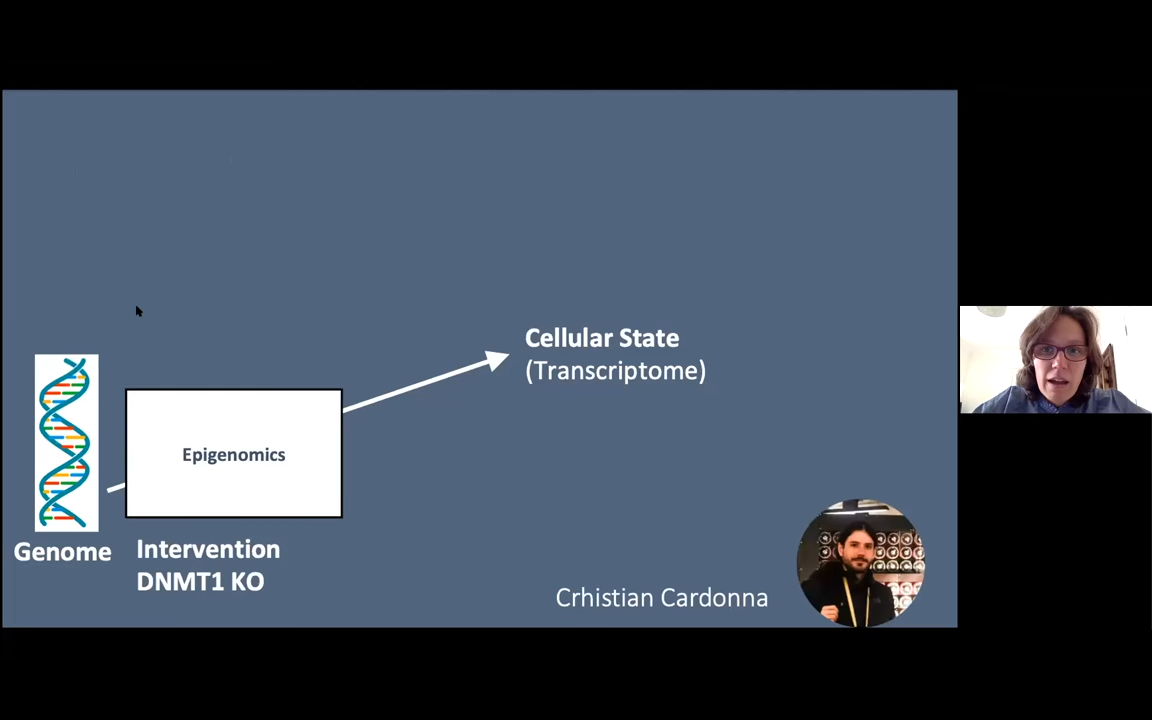 Cellular State
(Transcriptome)
Epigenomics
Genome
Intervention
DNMT1 KO
Crhistian Cardonna